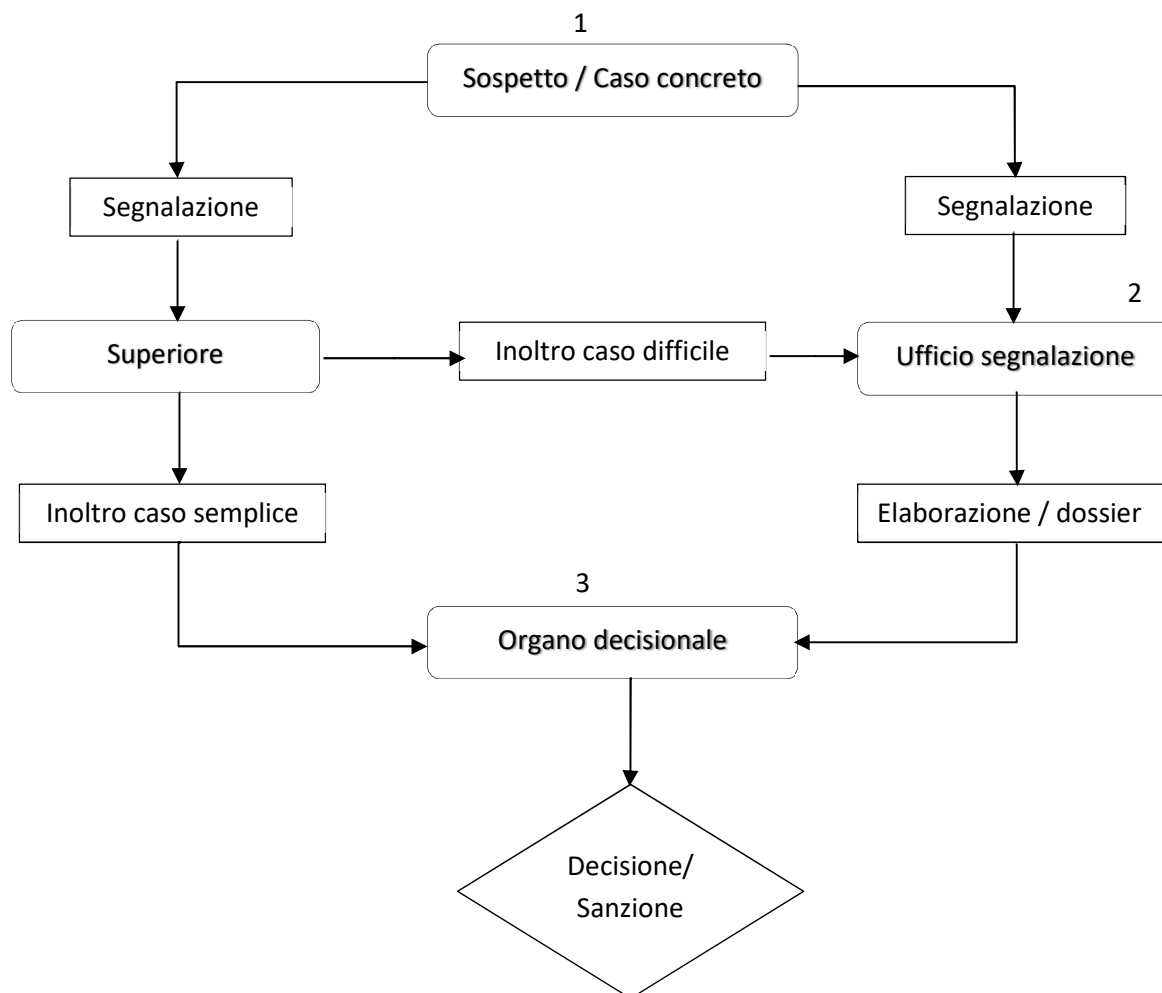 1
Sospetto / Caso concreto
Segnalazione
Segnalazione
2
Superiore
Inoltro caso difficile
Ufficio segnalazione
Inoltro caso semplice
Elaborazione / dossier
3
Organo decisionale
Decisione/
Sanzione